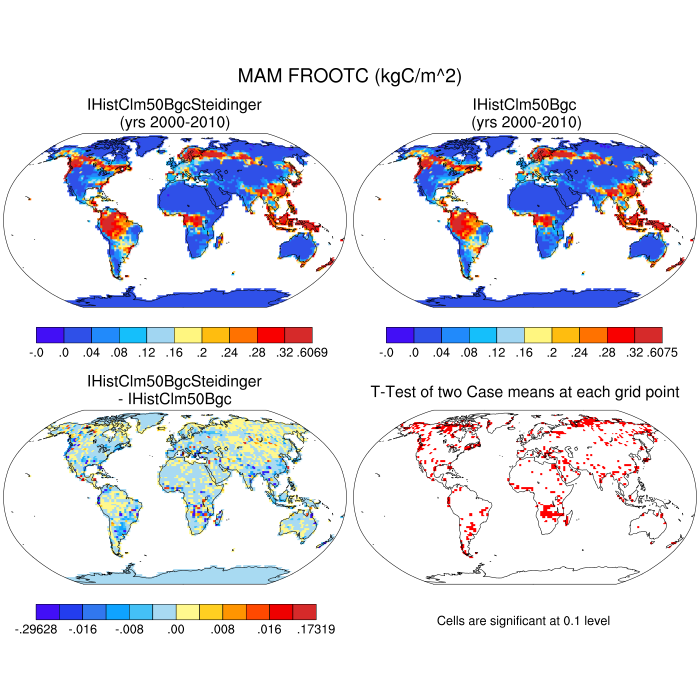 MAM FROOTC (kgC/m^2)
IHistClm50BgcSteidinger
(yrs 2000-2010)
IHistClm50Bgc
(yrs 2000-2010)
-.0 .0 .04 .08 .12 .16 .2 .24 .28 .32 .6069
-.0 .0 .04 .08 .12 .16 .2 .24 .28 .32 .6075
IHistClm50BgcSteidinger
- IHistClm50Bgc
T-Test of two Case means at each grid point
-.29628 -.016 -.008 .00 .008 .016 .17319
Cells are significant at 0.1 level